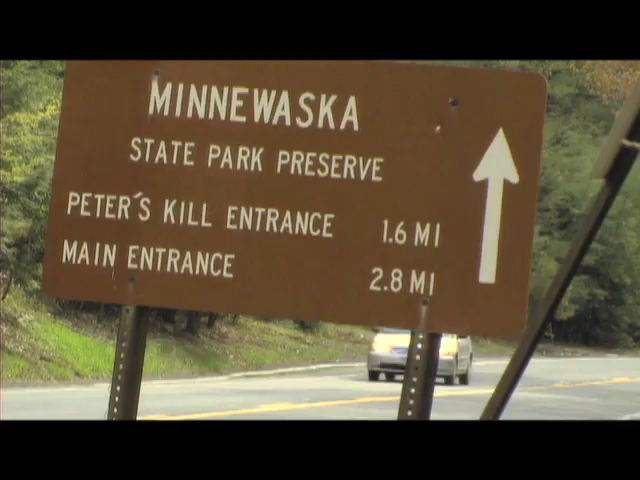 MINNEWASKA
STATE PARK PRESERVE
PETER'S KILL ENTRANCE 1.6 MI
MAIN ENTRANCE 2.8 MI